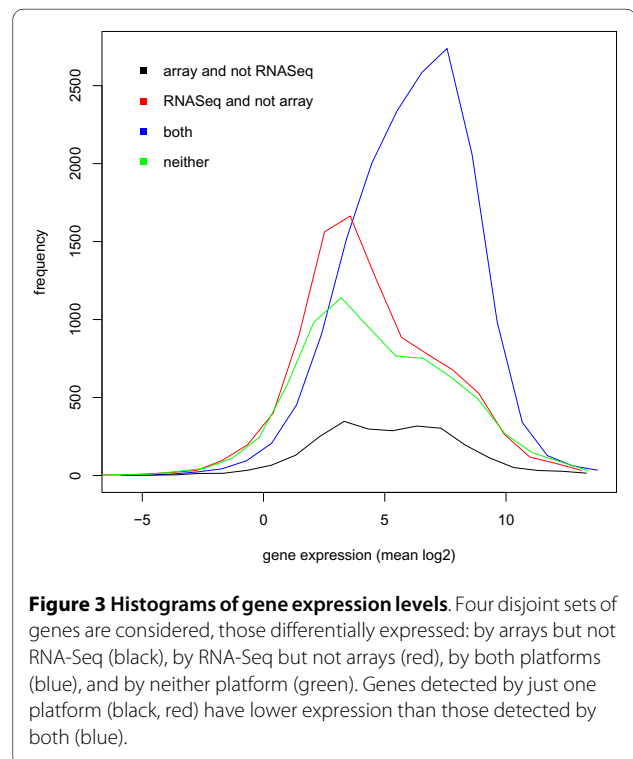 array and not RNASeq
RNASeq and not array
both
neither
frequency
2500
2000
1500
1000
500
0
−5
0
5
10
gene expression (mean log2)
Figure 3 Histograms of gene expression levels. Four disjoint sets of
genes are considered, those differentially expressed: by arrays but not
RNA-Seq (black), by RNA-Seq but not arrays (red), by both platforms
(blue), and by neither platform (green). Genes detected by just one
platform (black, red) have lower expression than those detected by
both (blue).